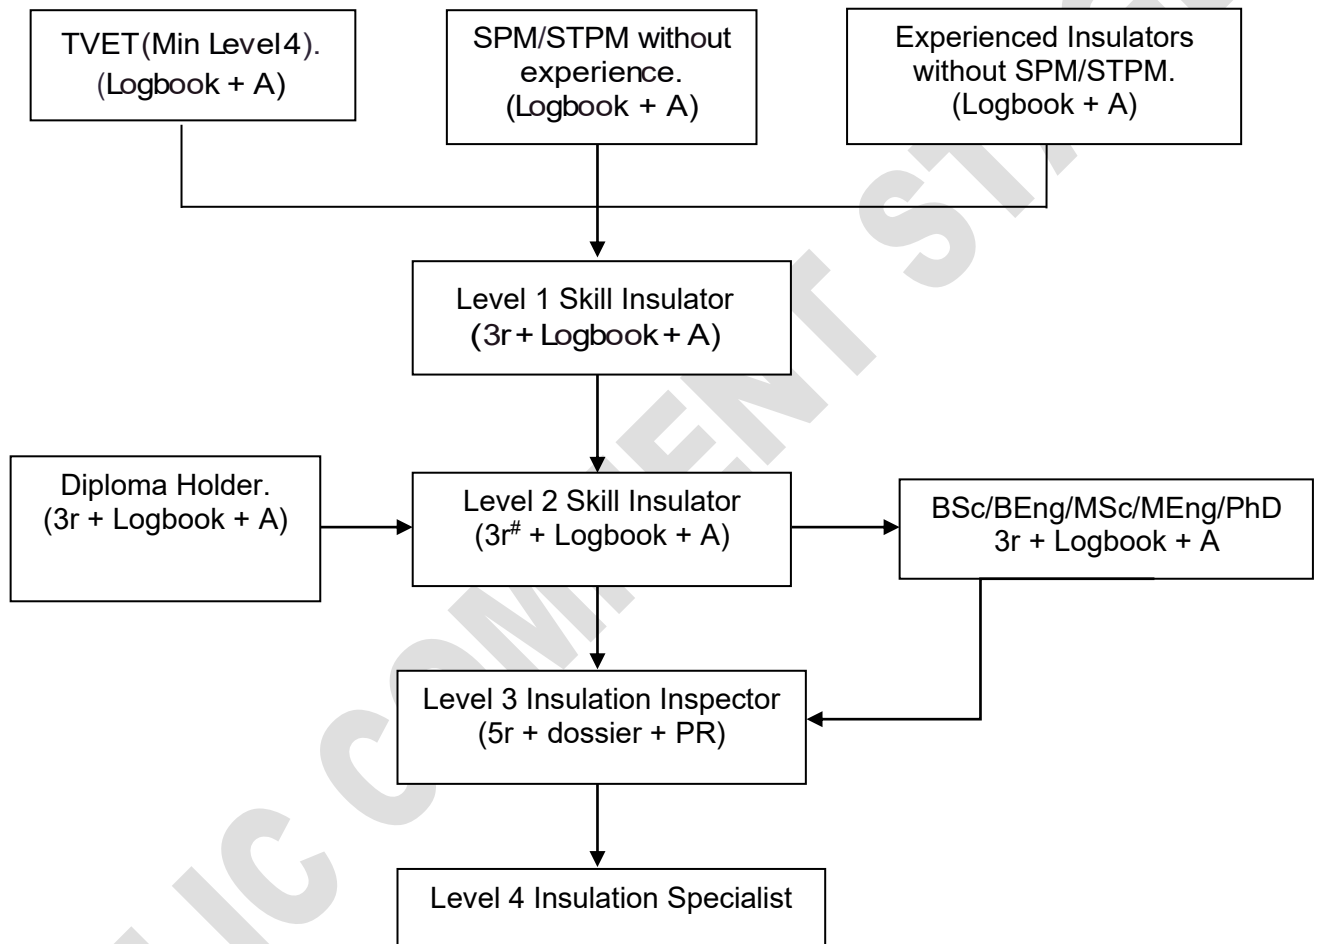 TVET(Min Level 4).
(Logbook + A)
SPM/STPM without
experience.
(Logbook + A)
Experienced Insulators
without SPM/STPM.
(Logbook + A)
Level 1 Skill Insulator
(3r + Logbook + A)
Diploma Holder.
(3r + Logbook + A)
Level 2 Skill Insulator
(3r# + Logbook + A)
BSc/BEng/MSc/MEng/PhD
3r + Logbook + A
Level 3 Insulation Inspector
(5r + dossier + PR)
Level 4 Insulation Specialist